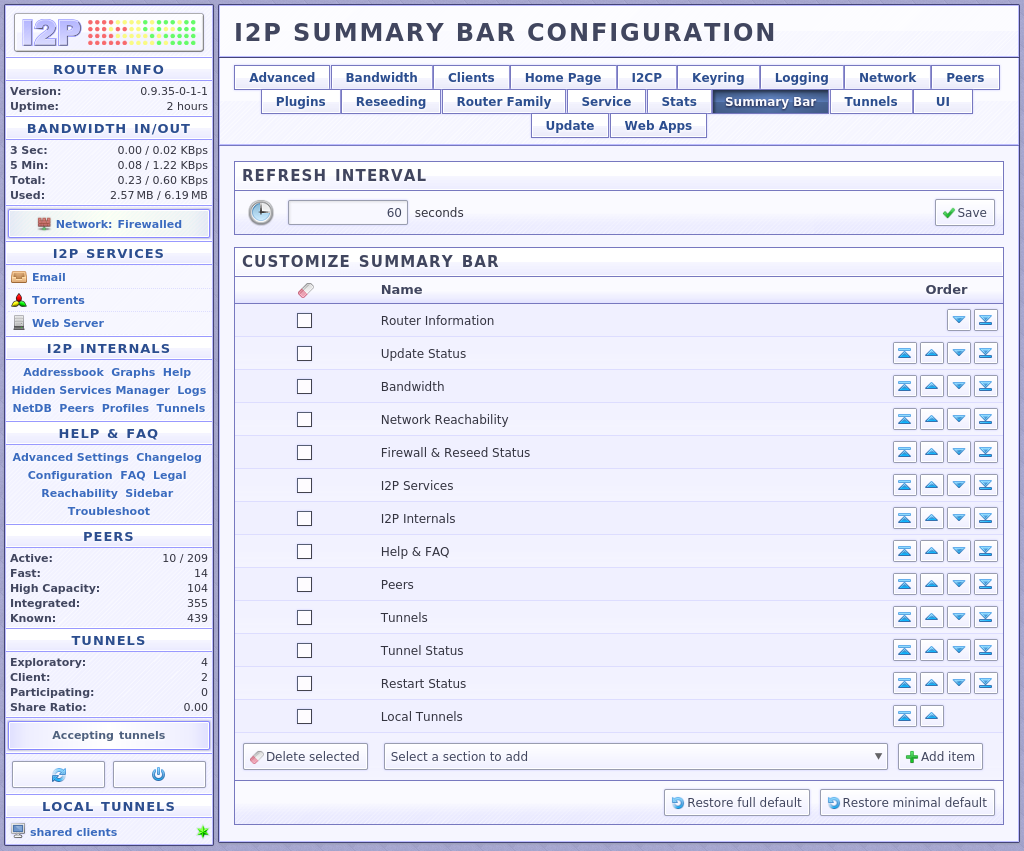 I2P
ROUTER INFO
Version: 0.9.35-0-1-1
Uptime: 2 hours
BANDWIDTH IN/OUT
3 Sec: 0.00 / 0.02 KBps
5 Min: 0.08 / 1.22 KBps
Total: 0.23 / 0.60 KBps
Used: 2.57 MB / 6.19 MB
Network: Firewalled
I2P SERVICES
Email
Torrents
Web Server
I2P INTERNALS
Addressbook Graphs Help
Hidden Services Manager Logs
NetDB Peers Profiles Tunnels
HELP & FAQ
Advanced Settings Changelog
Configuration FAQ Legal
Reachability Sidebar
Troubleshoot
PEERS
Active: 10 / 209
Fast: 14
High Capacity: 104
Integrated: 355
Known: 439
TUNNELS
Exploratory: 4
Client: 2
Participating: 0
Share Ratio: 0.00
Accepting tunnels
LOCAL TUNNELS
shared clients
I2P SUMMARY BAR CONFIGURATION
Advanced Bandwidth Clients Home Page I2CP Keyring Logging Network Peers
Plugins Reseeding Router Family Service Stats Summary Bar Tunnels UI
Update Web Apps
REFRESH INTERVAL
60 seconds Save
CUSTOMIZE SUMMARY BAR
Name Order
Router Information
Update Status
Bandwidth
Network Reachability
Firewall & Reseed Status
I2P Services
I2P Internals
Help & FAQ
Peers
Tunnels
Tunnel Status
Restart Status
Local Tunnels
Delete selected Select a section to add Add item
Restore full default Restore minimal default